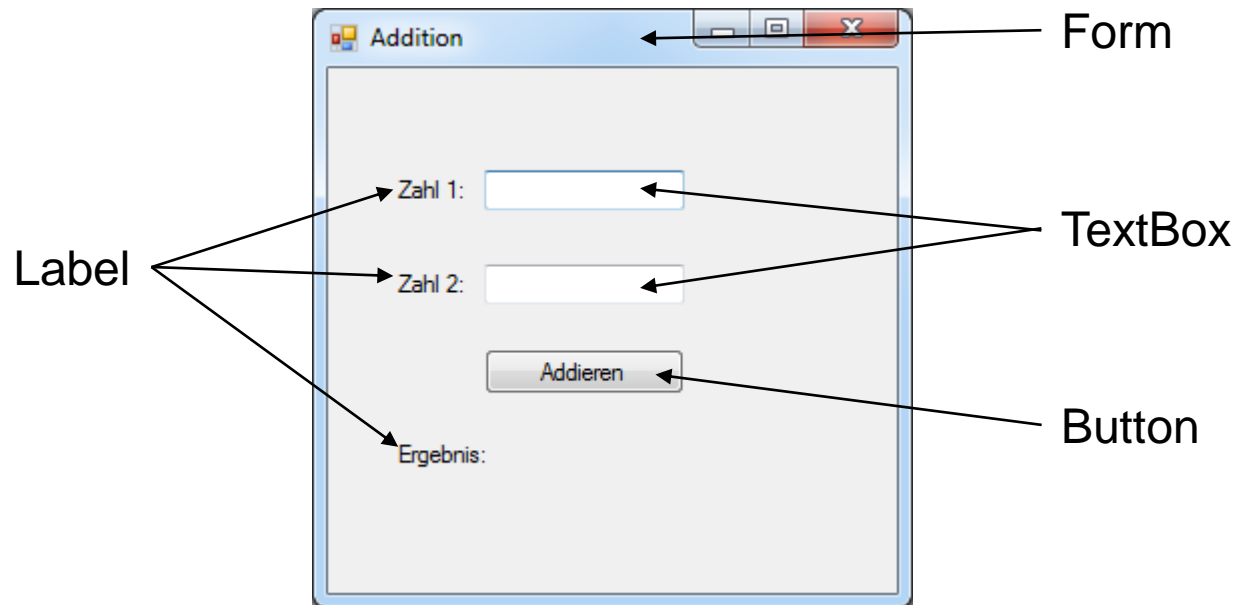 Addition
Form
Zahl 1:
TextBox
Label
Zahl 2:
Addieren
Button
Ergebnis: